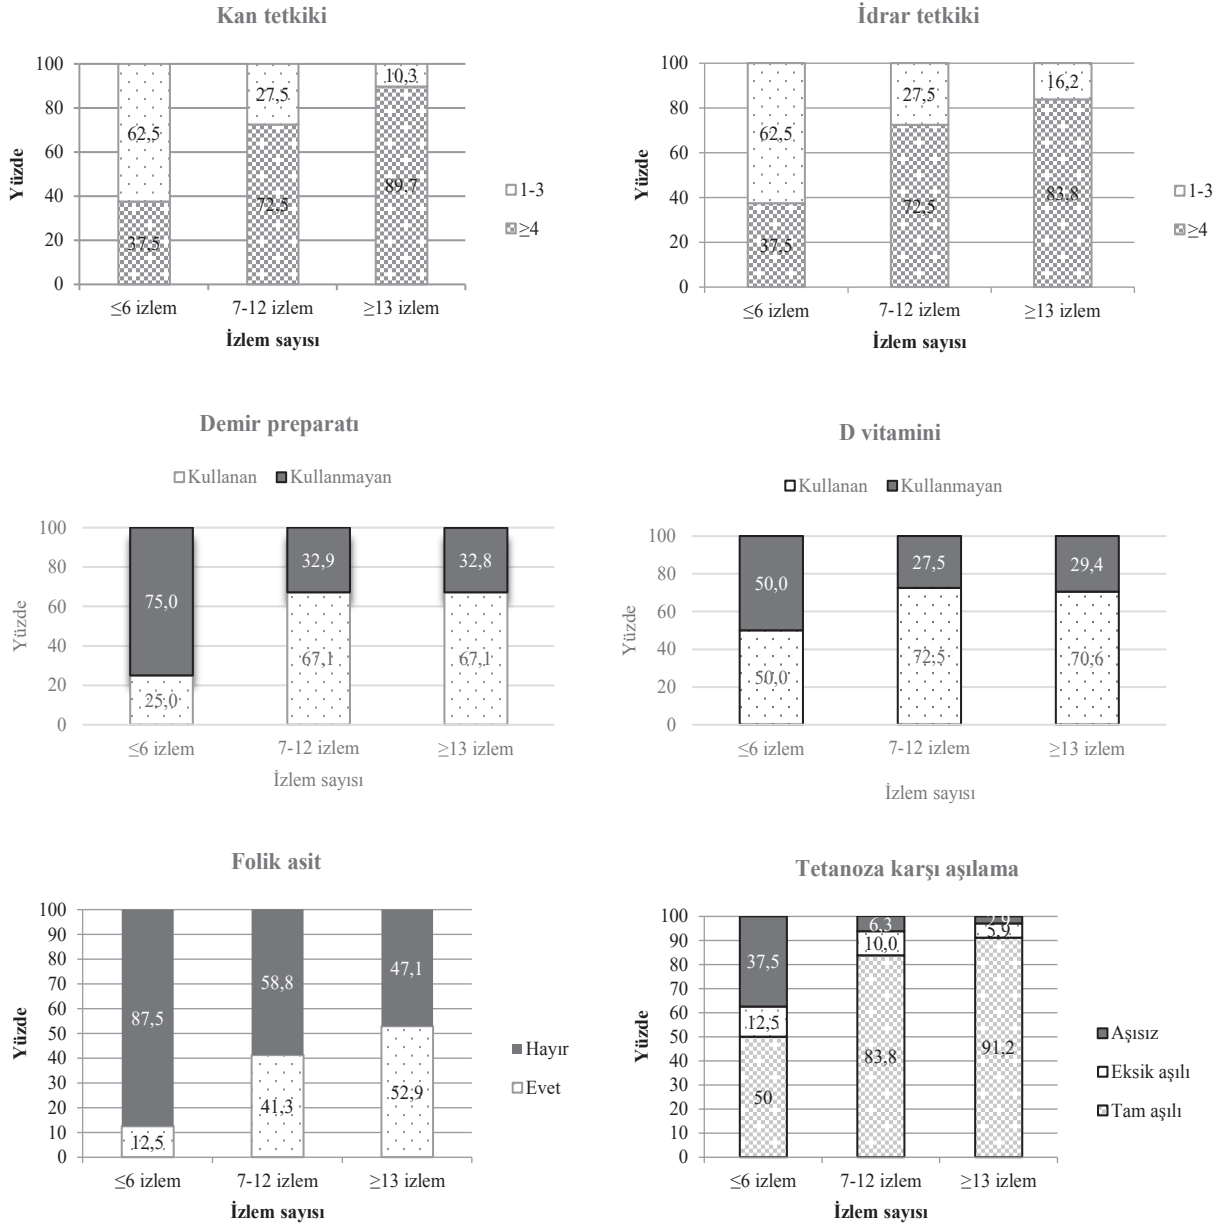 Kan tetkiki
100
80
60
40
20
0
Yüzde
62,5
27,5
10,3
37,5
72,5
89,7
1-3
≥4
≤6 izlem
7-12 izlem
≥13 izlem
İzlem sayısı
İdrar tetkiki
100
80
60
40
20
0
Yüzde
62,5
27,5
16,2
37,5
72,5
83,8
1-3
≥4
≤6 izlem
7-12 izlem
≥13 izlem
İzlem sayısı
Demir preparatı
Kullanan
Kullanmayan
100
80
60
40
20
0
Yüzde
75,0
32,9
32,8
25,0
67,1
67,1
≤6 izlem
7-12 izlem
≥13 izlem
İzlem sayısı
D vitamini
Kullanan
Kullanmayan
100
80
60
40
20
0
Yüzde
50,0
27,5
29,4
50,0
72,5
70,6
≤6 izlem
7-12 izlem
≥13 izlem
İzlem sayısı
Folik asit
100
90
80
70
60
50
40
30
20
10
0
Yüzde
87,5
58,8
47,1
12,5
41,3
52,9
Hayır
Evet
≤6 izlem
7-12 izlem
≥13 izlem
İzlem sayısı
Tetanoza karşı aşılama
100
90
80
70
60
50
40
30
20
10
0
Yüzde
37,5
6,3
2,9
12,5
10,0
5,9
50
83,8
91,2
Aşısız
Eksik aşılı
Tam aşılı
≤6 izlem
7-12 izlem
≥13 izlem
İzlem sayısı